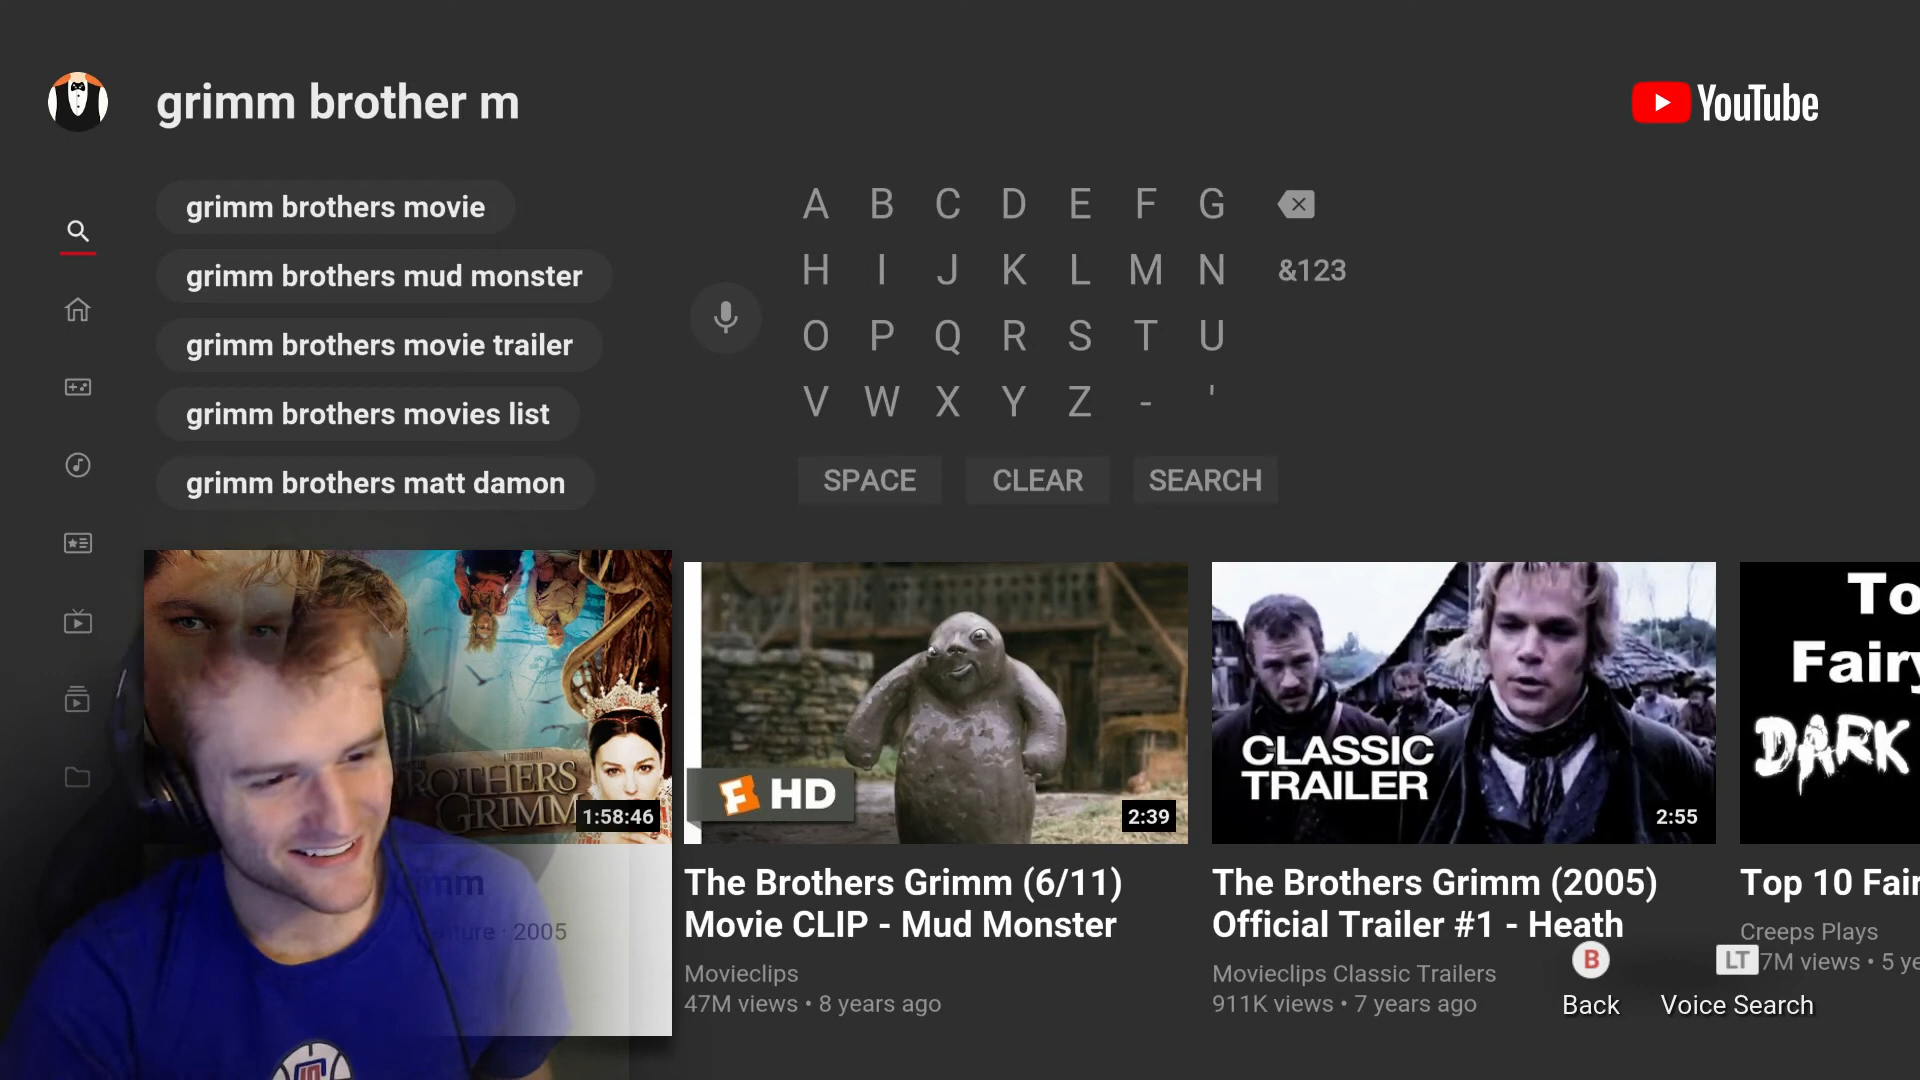 grimm brother m
YouTube
grimm brothers movie
grimm brothers mud monster
grimm brothers movie trailer
grimm brothers movies list
grimm brothers matt damon
A B C D E F G
H I J K L M N &123
O P Q R S T U
V W X Y Z - '
SPACE CLEAR SEARCH
BROTHERS
GRIMM
1:58:46
HD
2:39
CLASSIC
TRAILER
2:55
DARK
The Brothers Grimm (6/11)
Movie CLIP - Mud Monster
Movieclips
47M views • 8 years ago
The Brothers Grimm (2005)
Official Trailer #1 - Heath
Movieclips Classic Trailers
911K views • 7 years ago
Top 10
Creeps Plays
7M views • 5
2005
B
Back
LT
Voice Search